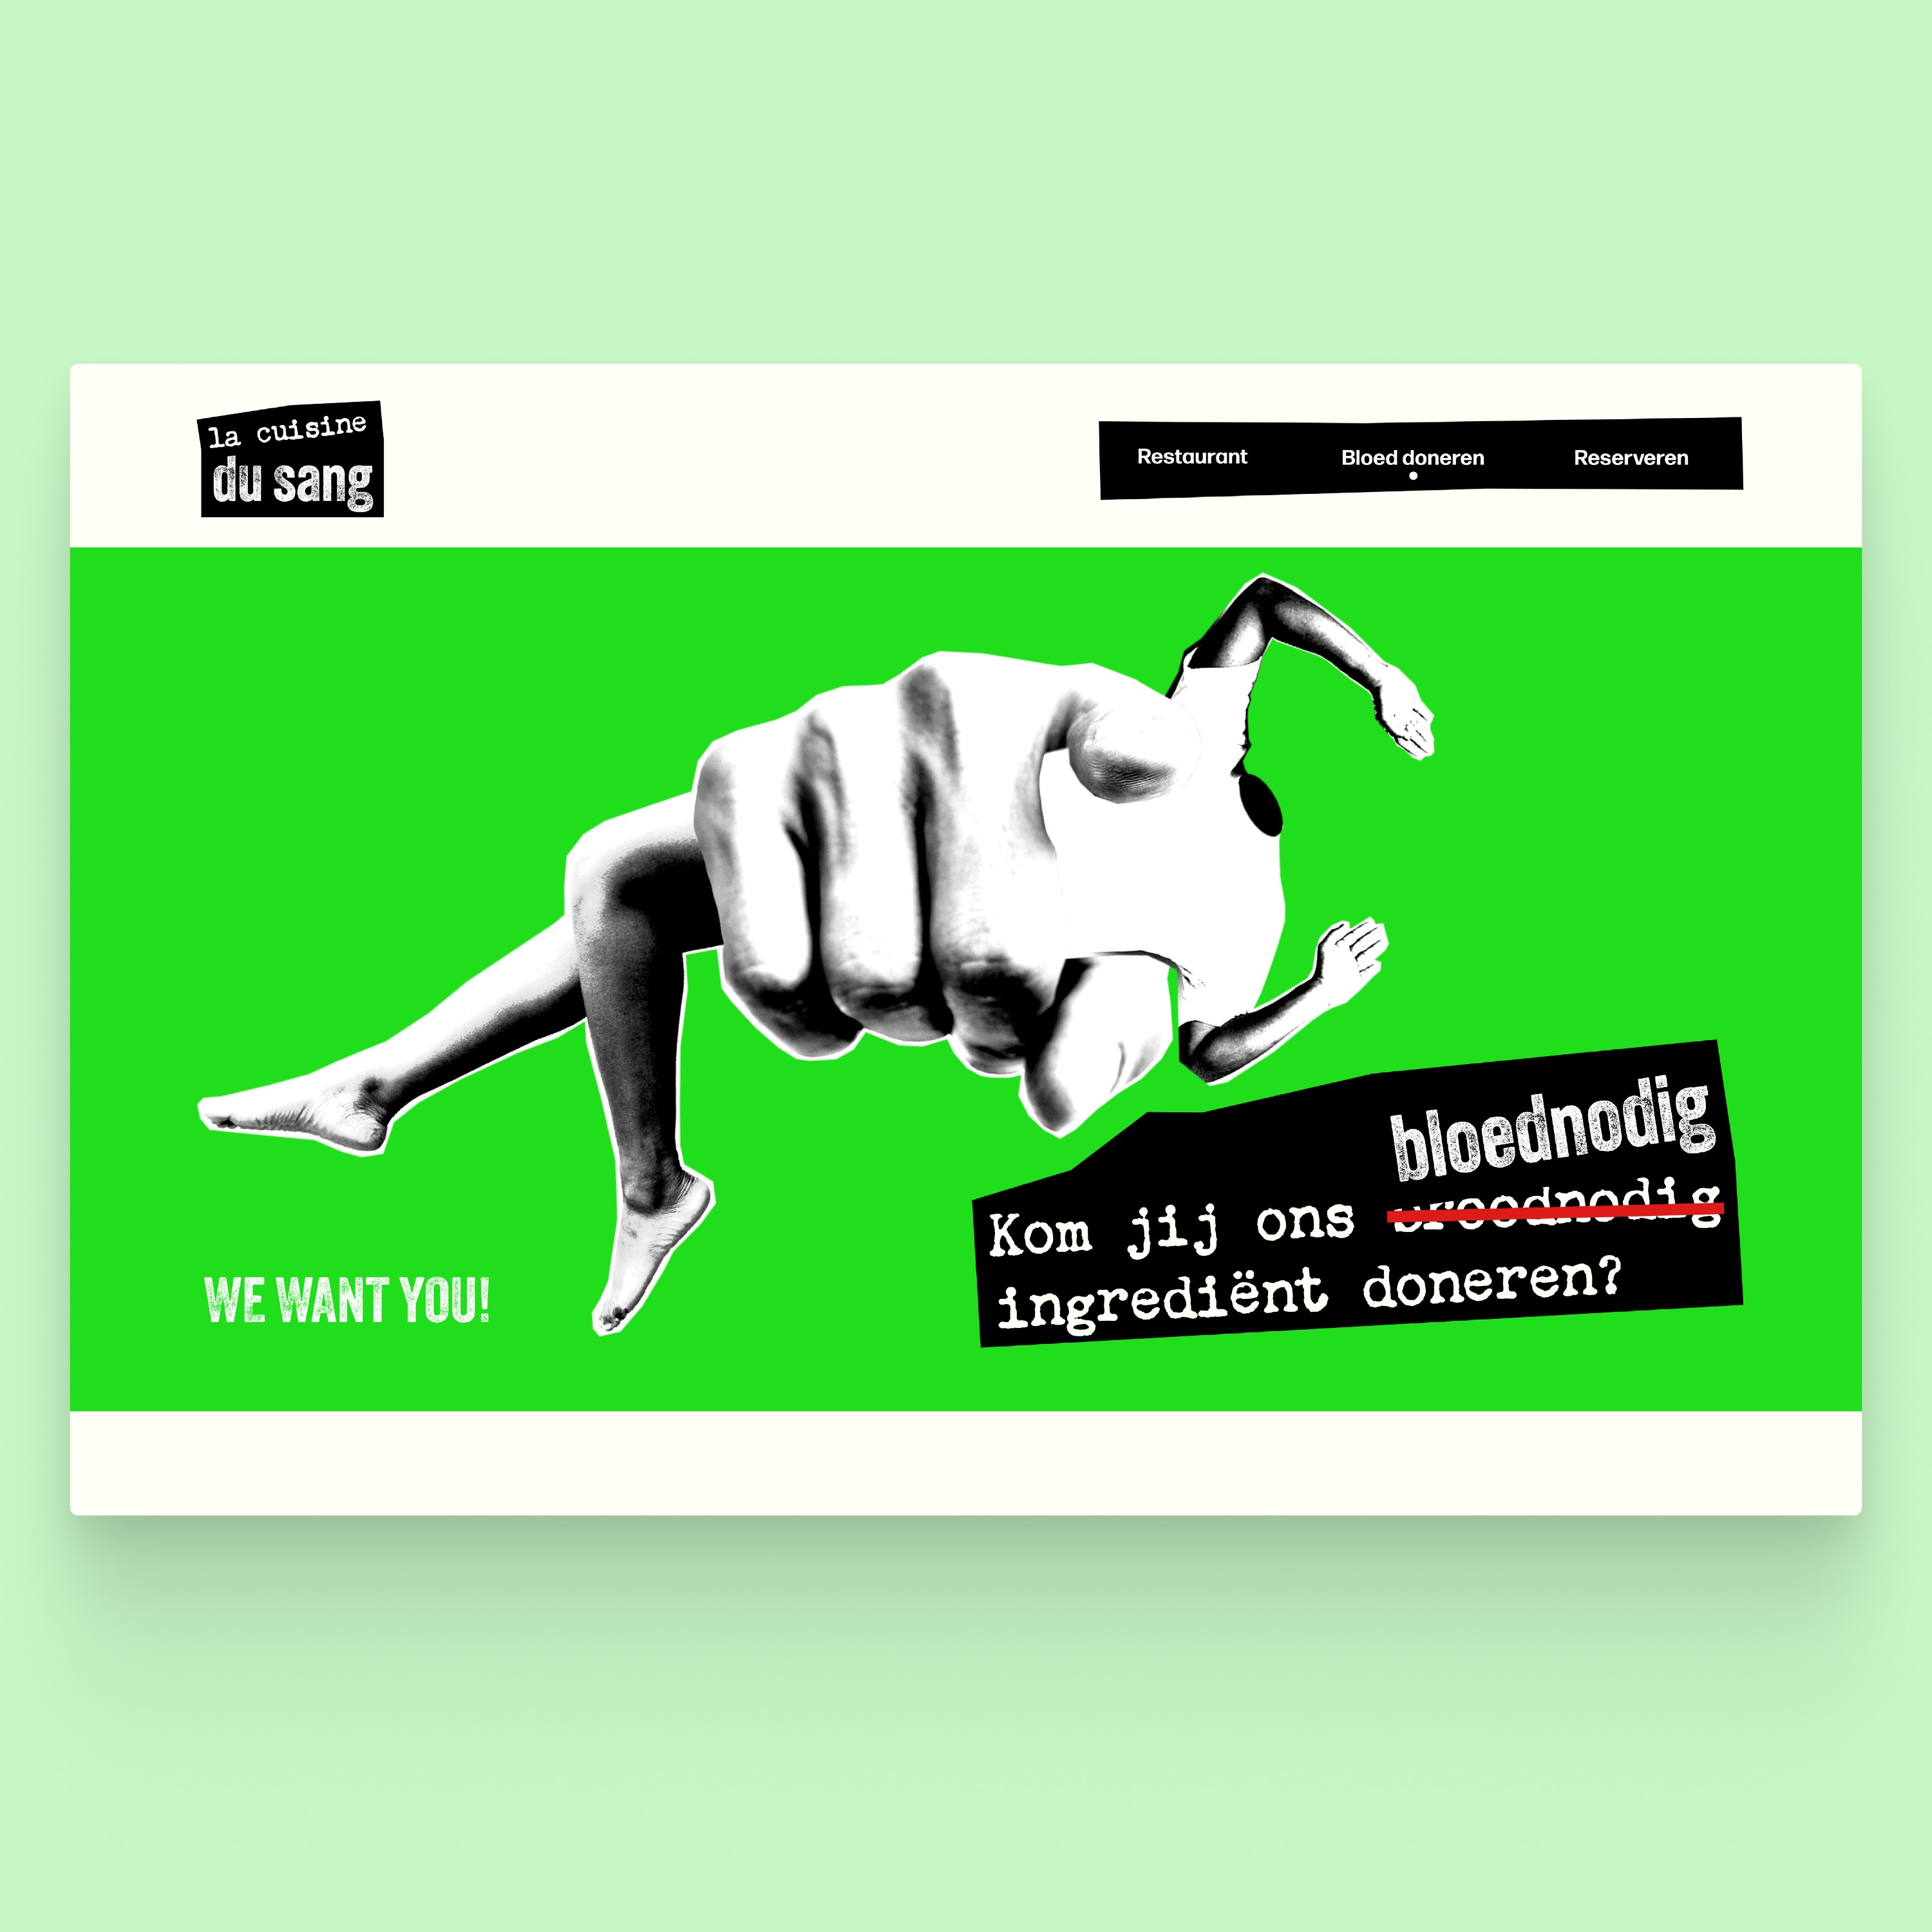 la cuisine
du sang
Restaurant
Bloed doneren
Reserveren
bloednodig
Kom jij ons broodnodig
ingrediënt doneren?
WE WANT YOU!